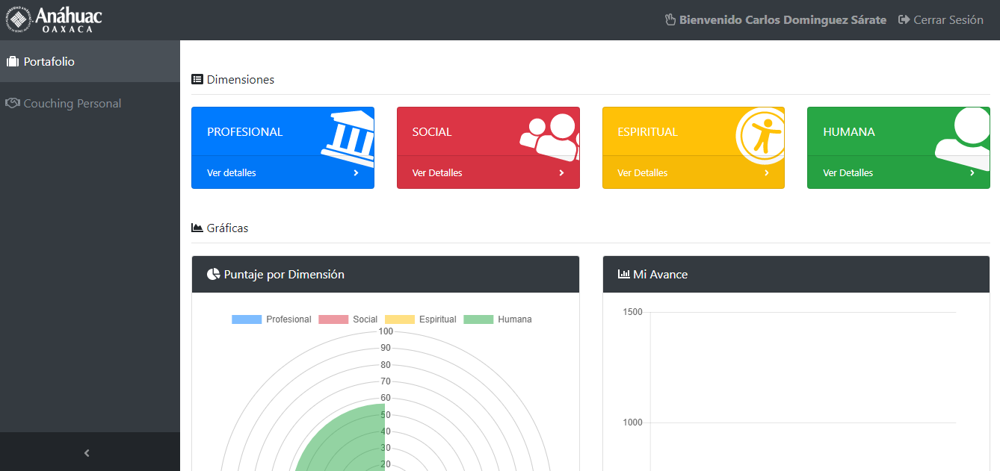 Anáhuac
OAXACA
Bienvenido Carlos Dominguez Sárate
Cerrar Sesión
Portafolio
Couching Personal
Dimensiones
PROFESIONAL
Ver detalles
SOCIAL
Ver Detalles
ESPIRITUAL
Ver Detalles
HUMANA
Ver Detalles
Gráficas
Puntaje por Dimensión
Profesional Social Espiritual Humana
100
90
80
70
60
50
40
30
20
Mi Avance
1500
1000